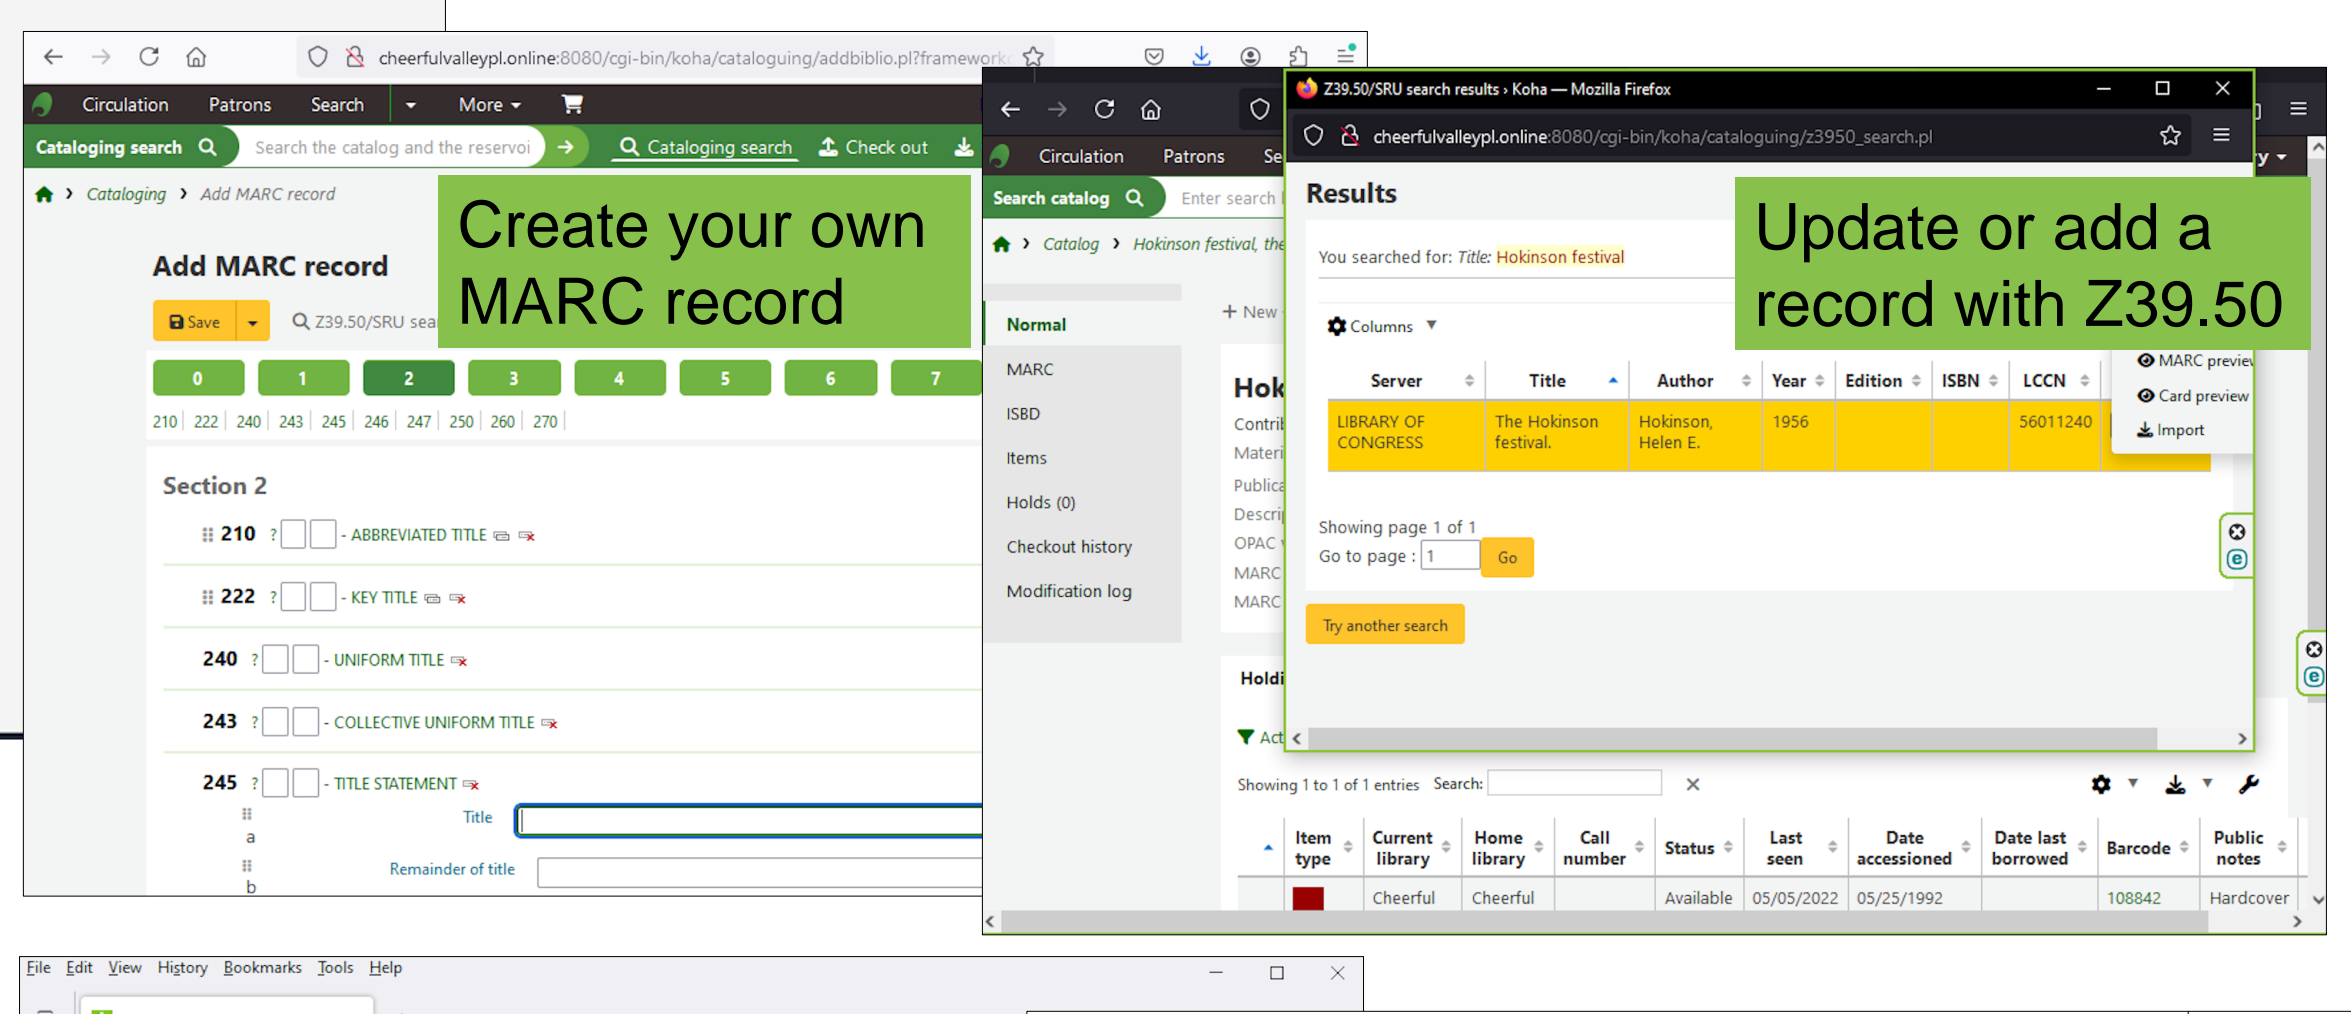 cheerfulvalleypl.online:8080/cgi-bin/koha/cataloguing/addbiblio.pl?framework
Circulation Patrons Search More
Cataloging search Search the catalog and the reservoi Cataloging search Check out
Cataloging › Add MARC record
Create your own
MARC record
Add MARC record
Save Z39.50/SRU sea
0 1 2 3 4 5 6 7
210 222 240 243 245 246 247 250 260 270
Section 2
210 ? - ABBREVIATED TITLE
222 ? - KEY TITLE
240 ? - UNIFORM TITLE
243 ? - COLLECTIVE UNIFORM TITLE
245 ? - TITLE STATEMENT
a Title
b Remainder of title
Circulation Patrons Se
Search catalog Enter search
Catalog › Hokinson festival, the
Normal
MARC
ISBD
Items
Holds (0)
Checkout history
Modification log
+ New
Hok
Contrib
Materi
Publica
Descrip
OPAC
MARC
MARC
Holdi
Act
Z39.50/SRU search results › Koha — Mozilla Firefox
cheerfulvalleypl.online:8080/cgi-bin/koha/cataloguing/z3950_search.pl
Results
Update or add a
record with Z39.50
You searched for: Title: Hokinson festival
Columns
MARC preview
Card preview
Import
Server Title Author Year Edition ISBN LCCN
LIBRARY OF CONGRESS The Hokinson festival. Hokinson, Helen E. 1956 56011240
Showing page 1 of 1
Go to page : 1 Go
Try another search
Showing 1 to 1 of 1 entries Search:
Item type Current library Home library Call number Status Last seen Date accessioned Date last borrowed Barcode Public notes
Cheerful Cheerful Available 05/05/2022 05/25/1992 108842 Hardcover
File Edit View History Bookmarks Tools Help